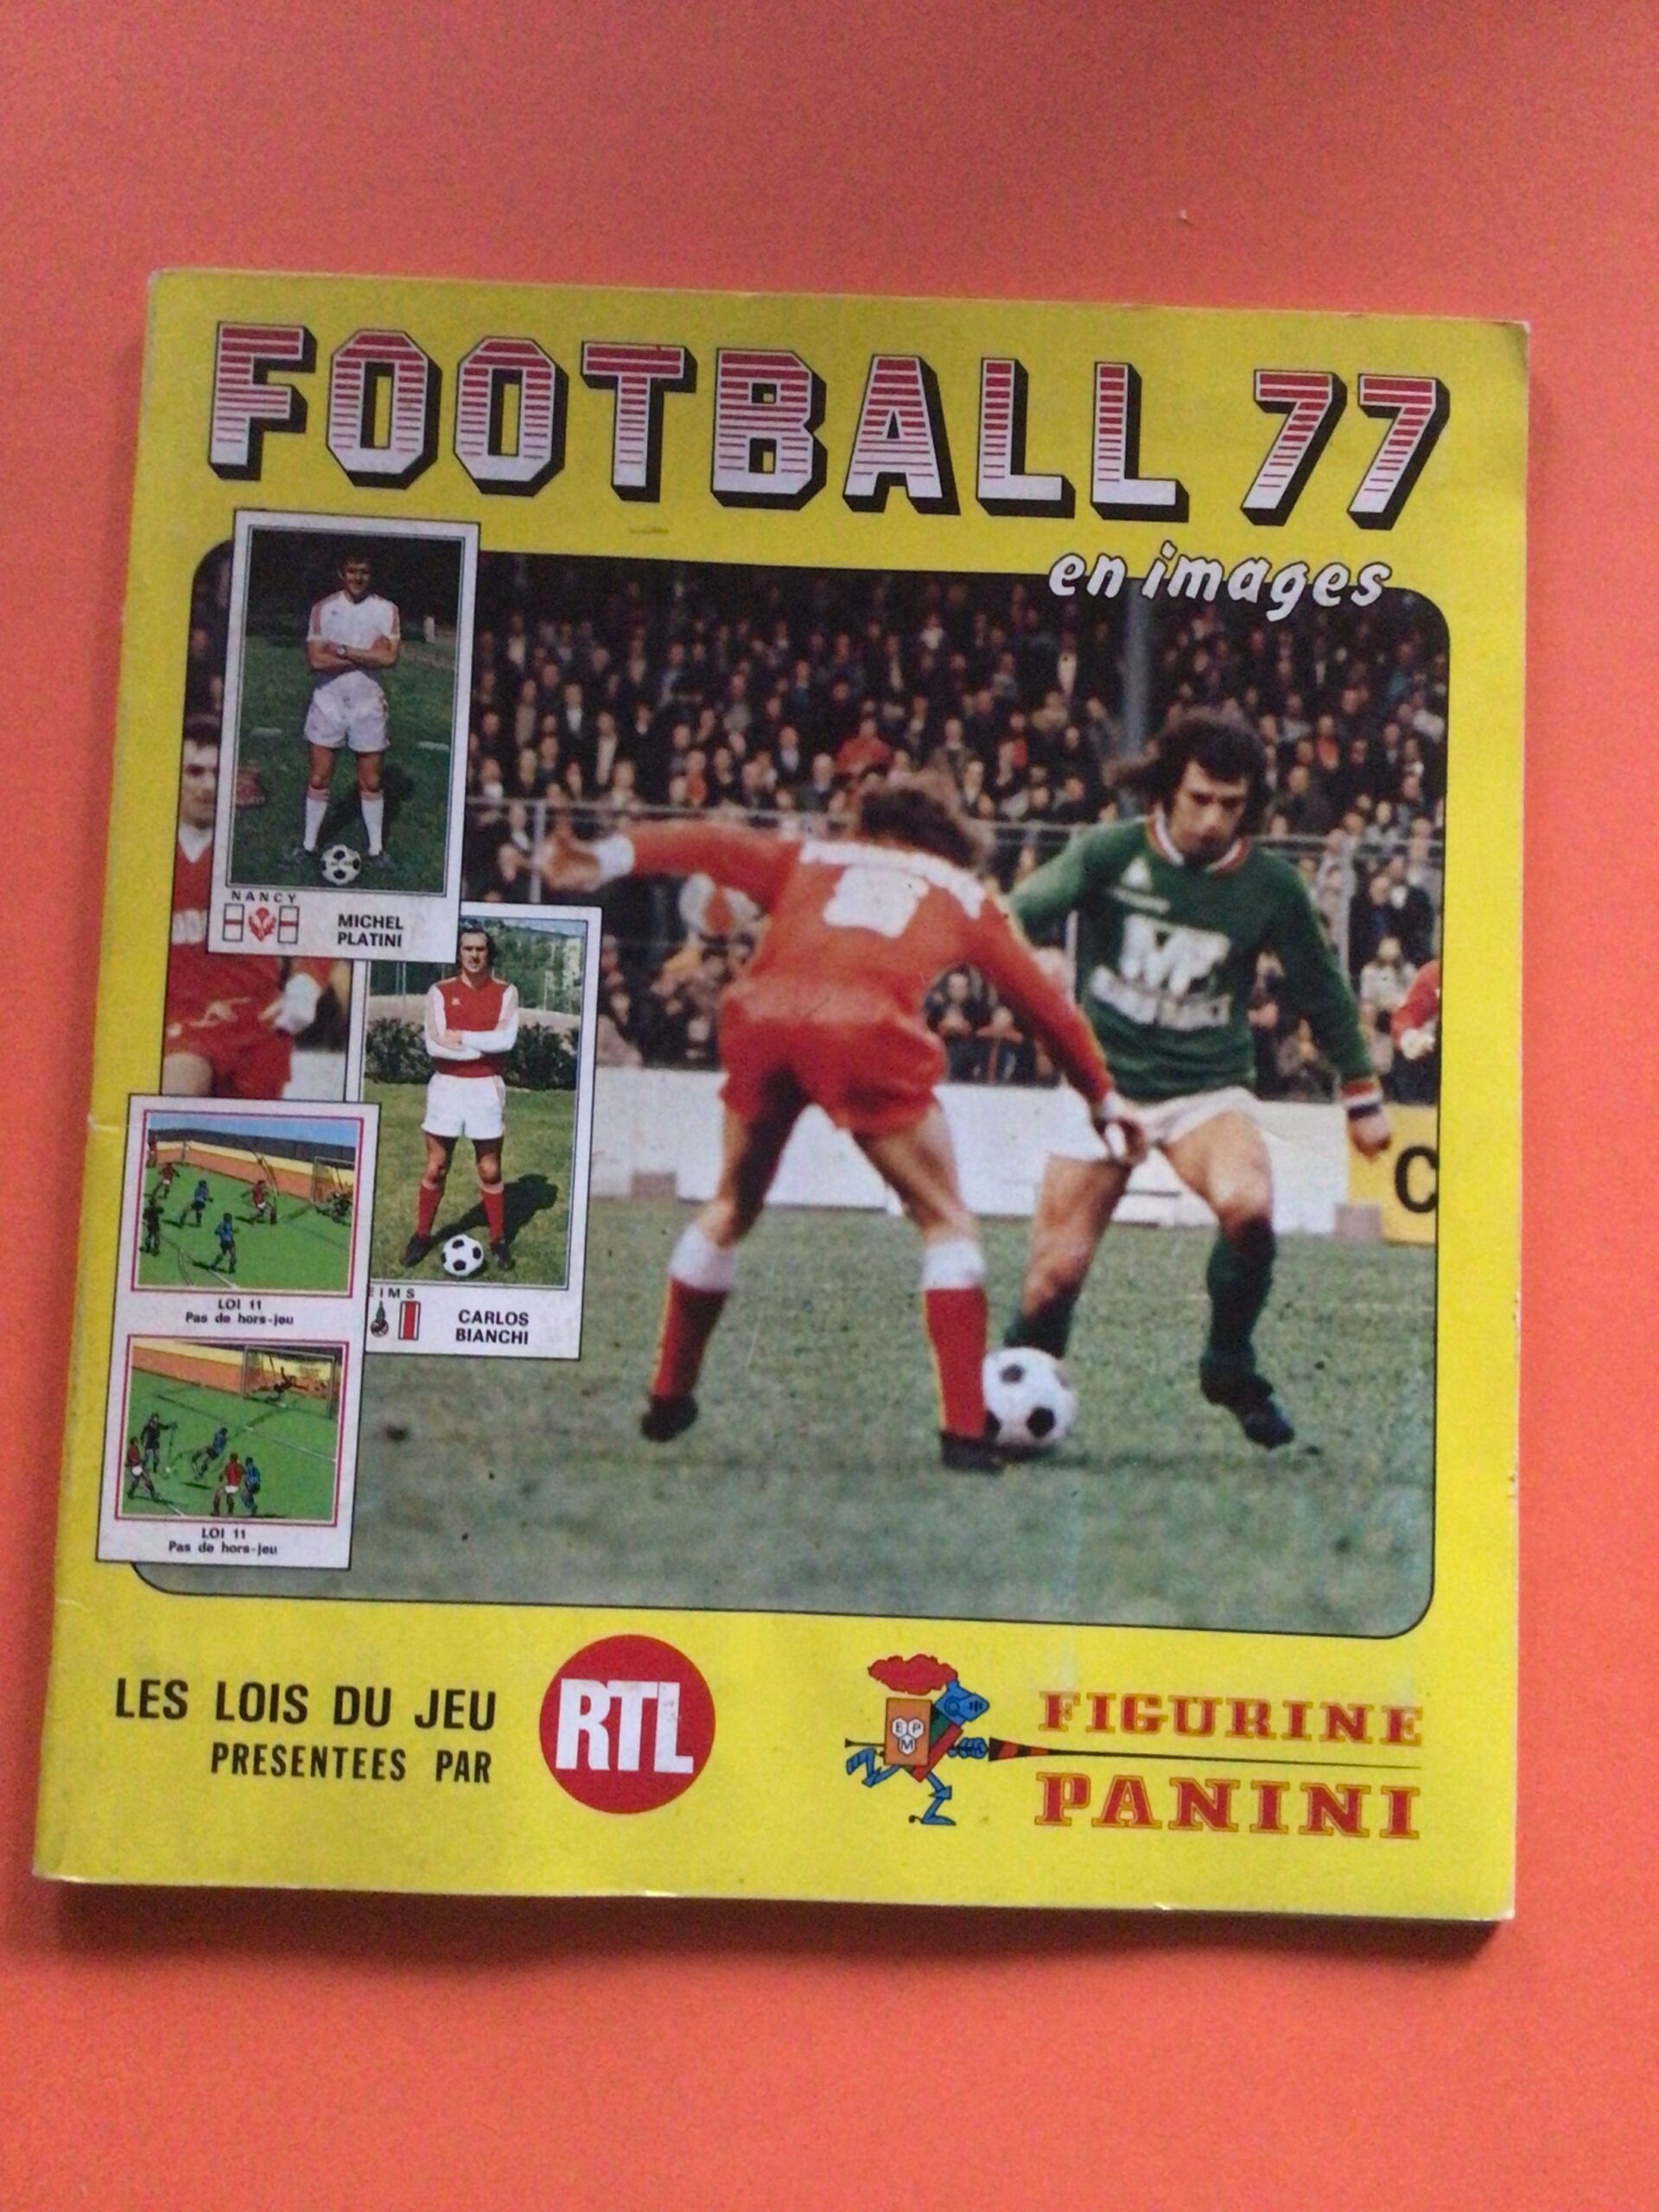 FOOTBALL 77
en images
NANCY
MICHEL
PLATINI
EIMS
CARLOS
BIANCHI
LOI 11
Pas de hors-jeu
LOI 11
Pas de hors-jeu
C
LES LOIS DU JEU
PRESENTEES PAR
RTL
E P
M
FIGURINE
PANINI